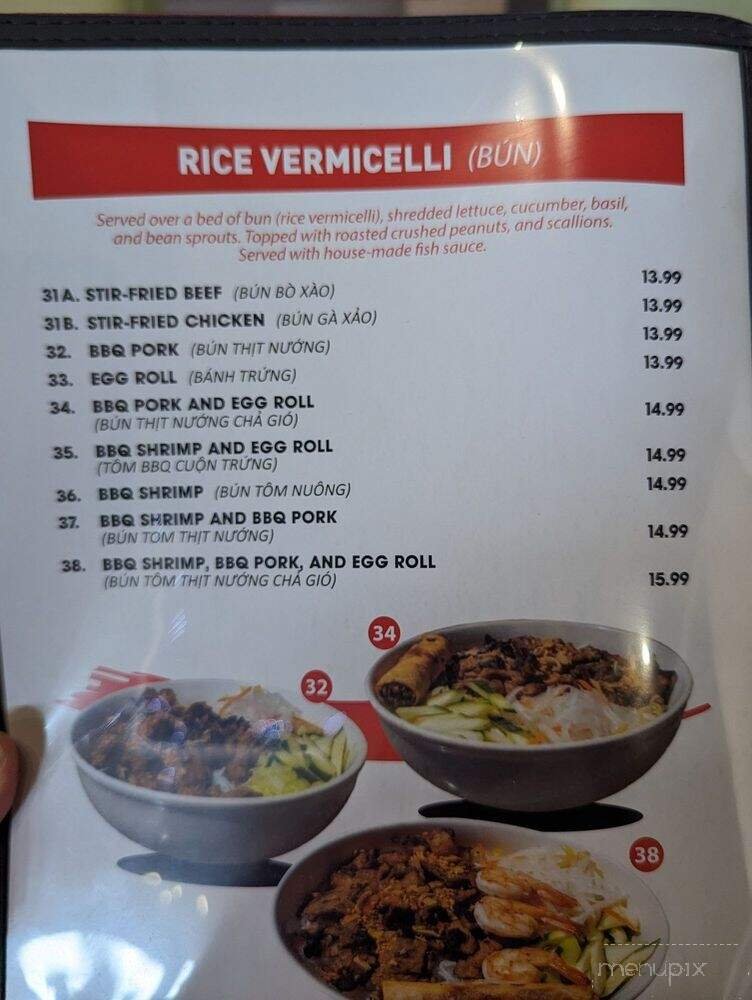 RICE VERMICELLI (BÚN)
Served over a bed of bun (rice vermicelli), shredded lettuce, cucumber, basil,
and bean sprouts. Topped with roasted crushed peanuts, and scallions.
Served with house-made fish sauce.
31A. STIR-FRIED BEEF (BÚN BÒ XÀO) 13.99
31B. STIR-FRIED CHICKEN (BÚN GÀ XẢO) 13.99
32. BBQ PORK (BÚN THỊT NƯỚNG) 13.99
33. EGG ROLL (BÁNH TRỨNG) 13.99
34. BBQ PORK AND EGG ROLL 14.99
(BÚN THỊT NƯỚNG CHẢ GIÓ)
35. BBQ SHRIMP AND EGG ROLL 14.99
(TÔM BBQ CUỘN TRỨNG)
36. BBQ SHRIMP (BÚN TÔM NUÔNG) 14.99
37. BBQ SHRIMP AND BBQ PORK 14.99
(BÚN TOM THỊT NƯỚNG)
38. BBQ SHRIMP, BBQ PORK, AND EGG ROLL 15.99
(BÚN TÔM THỊT NƯỚNG CHẢ GIÓ)
34
32
38
menupix